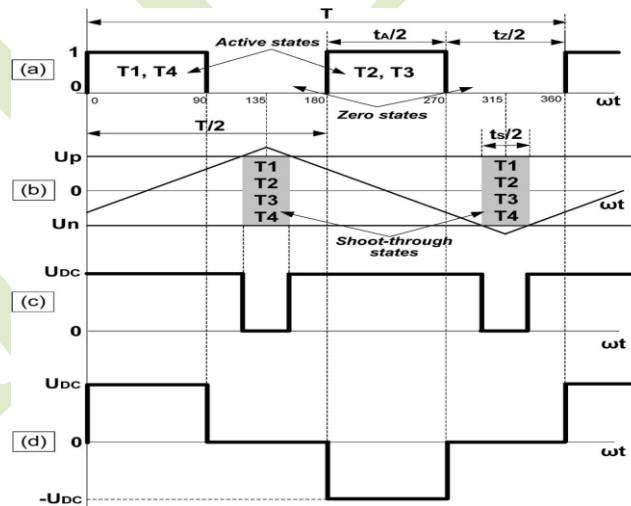 T
Active states
tA/2
tZ/2
(a)
1
0
T1, T4
T2, T3
0
90
135
180
270
315
360
ωt
Zero states
T/2
tS/2
(b)
Up
0
Un
T1
T2
T3
T4
T1
T2
T3
T4
ωt
Shoot-through
states
(c)
UDC
0
ωt
(d)
UDC
0
-UDC
ωt